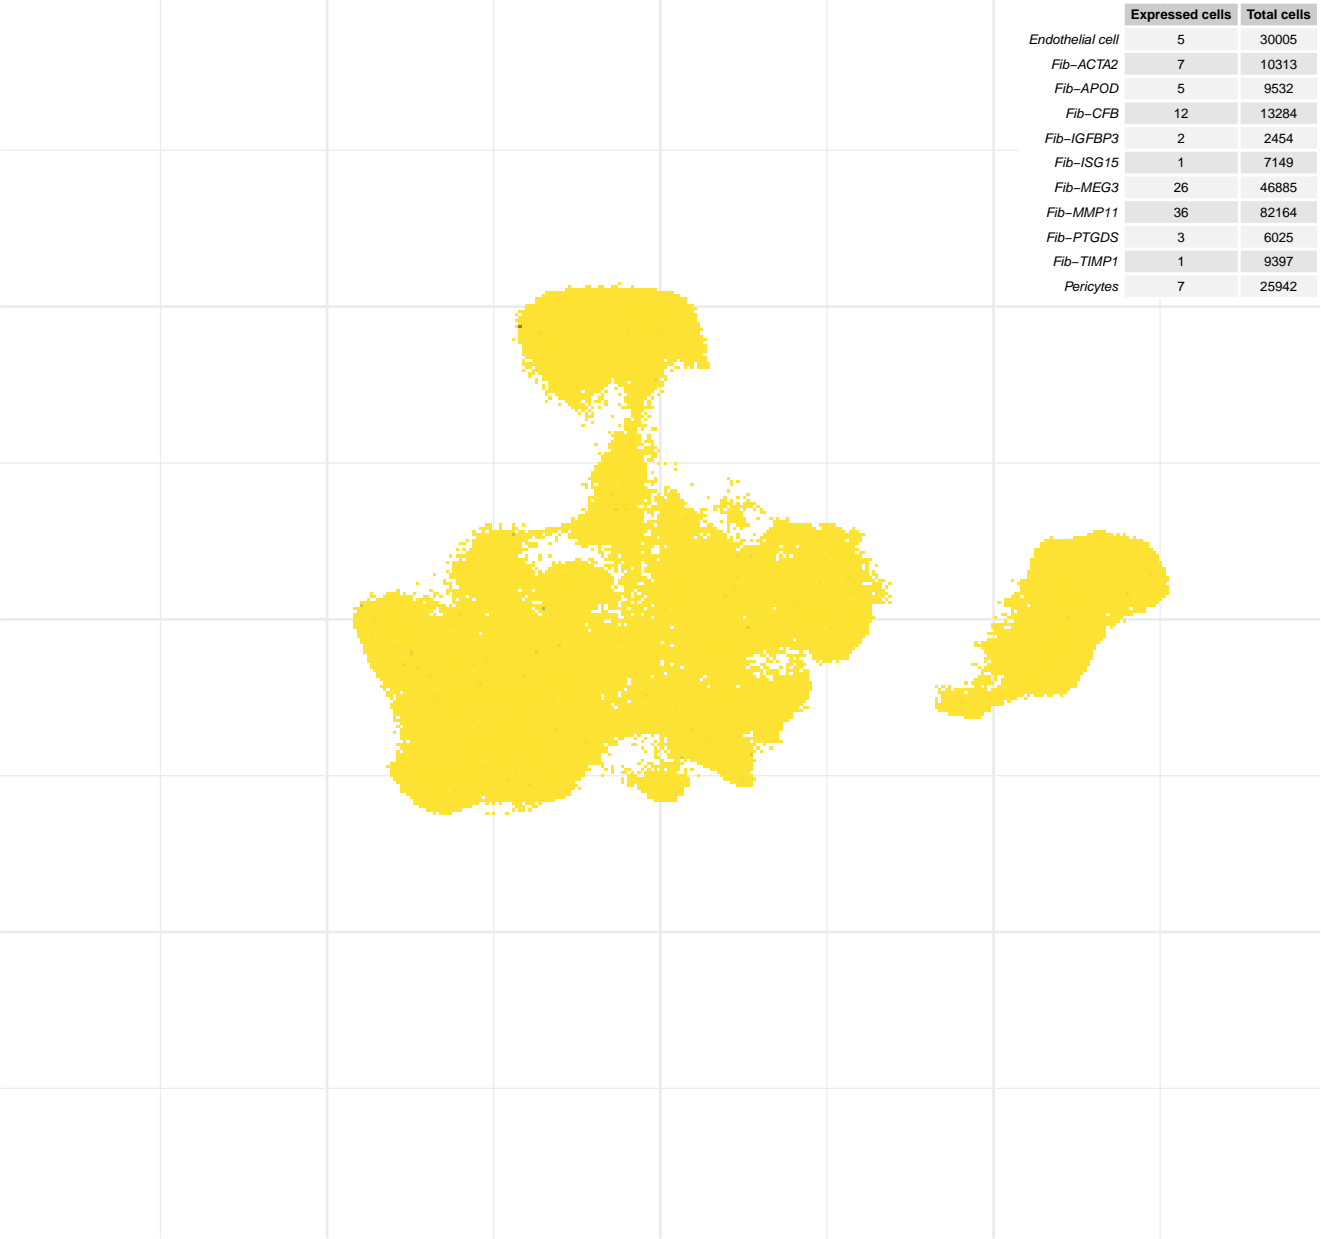 Expressed cells Total cells
Endothelial cell 5 30005
Fib−ACTA2 7 10313
Fib−APOD 5 9532
Fib−CFB 12 13284
Fib−IGFBP3 2 2454
Fib−ISG15 1 7149
Fib−MEG3 26 46885
Fib−MMP11 36 82164
Fib−PTGDS 3 6025
Fib−TIMP1 1 9397
Pericytes 7 25942